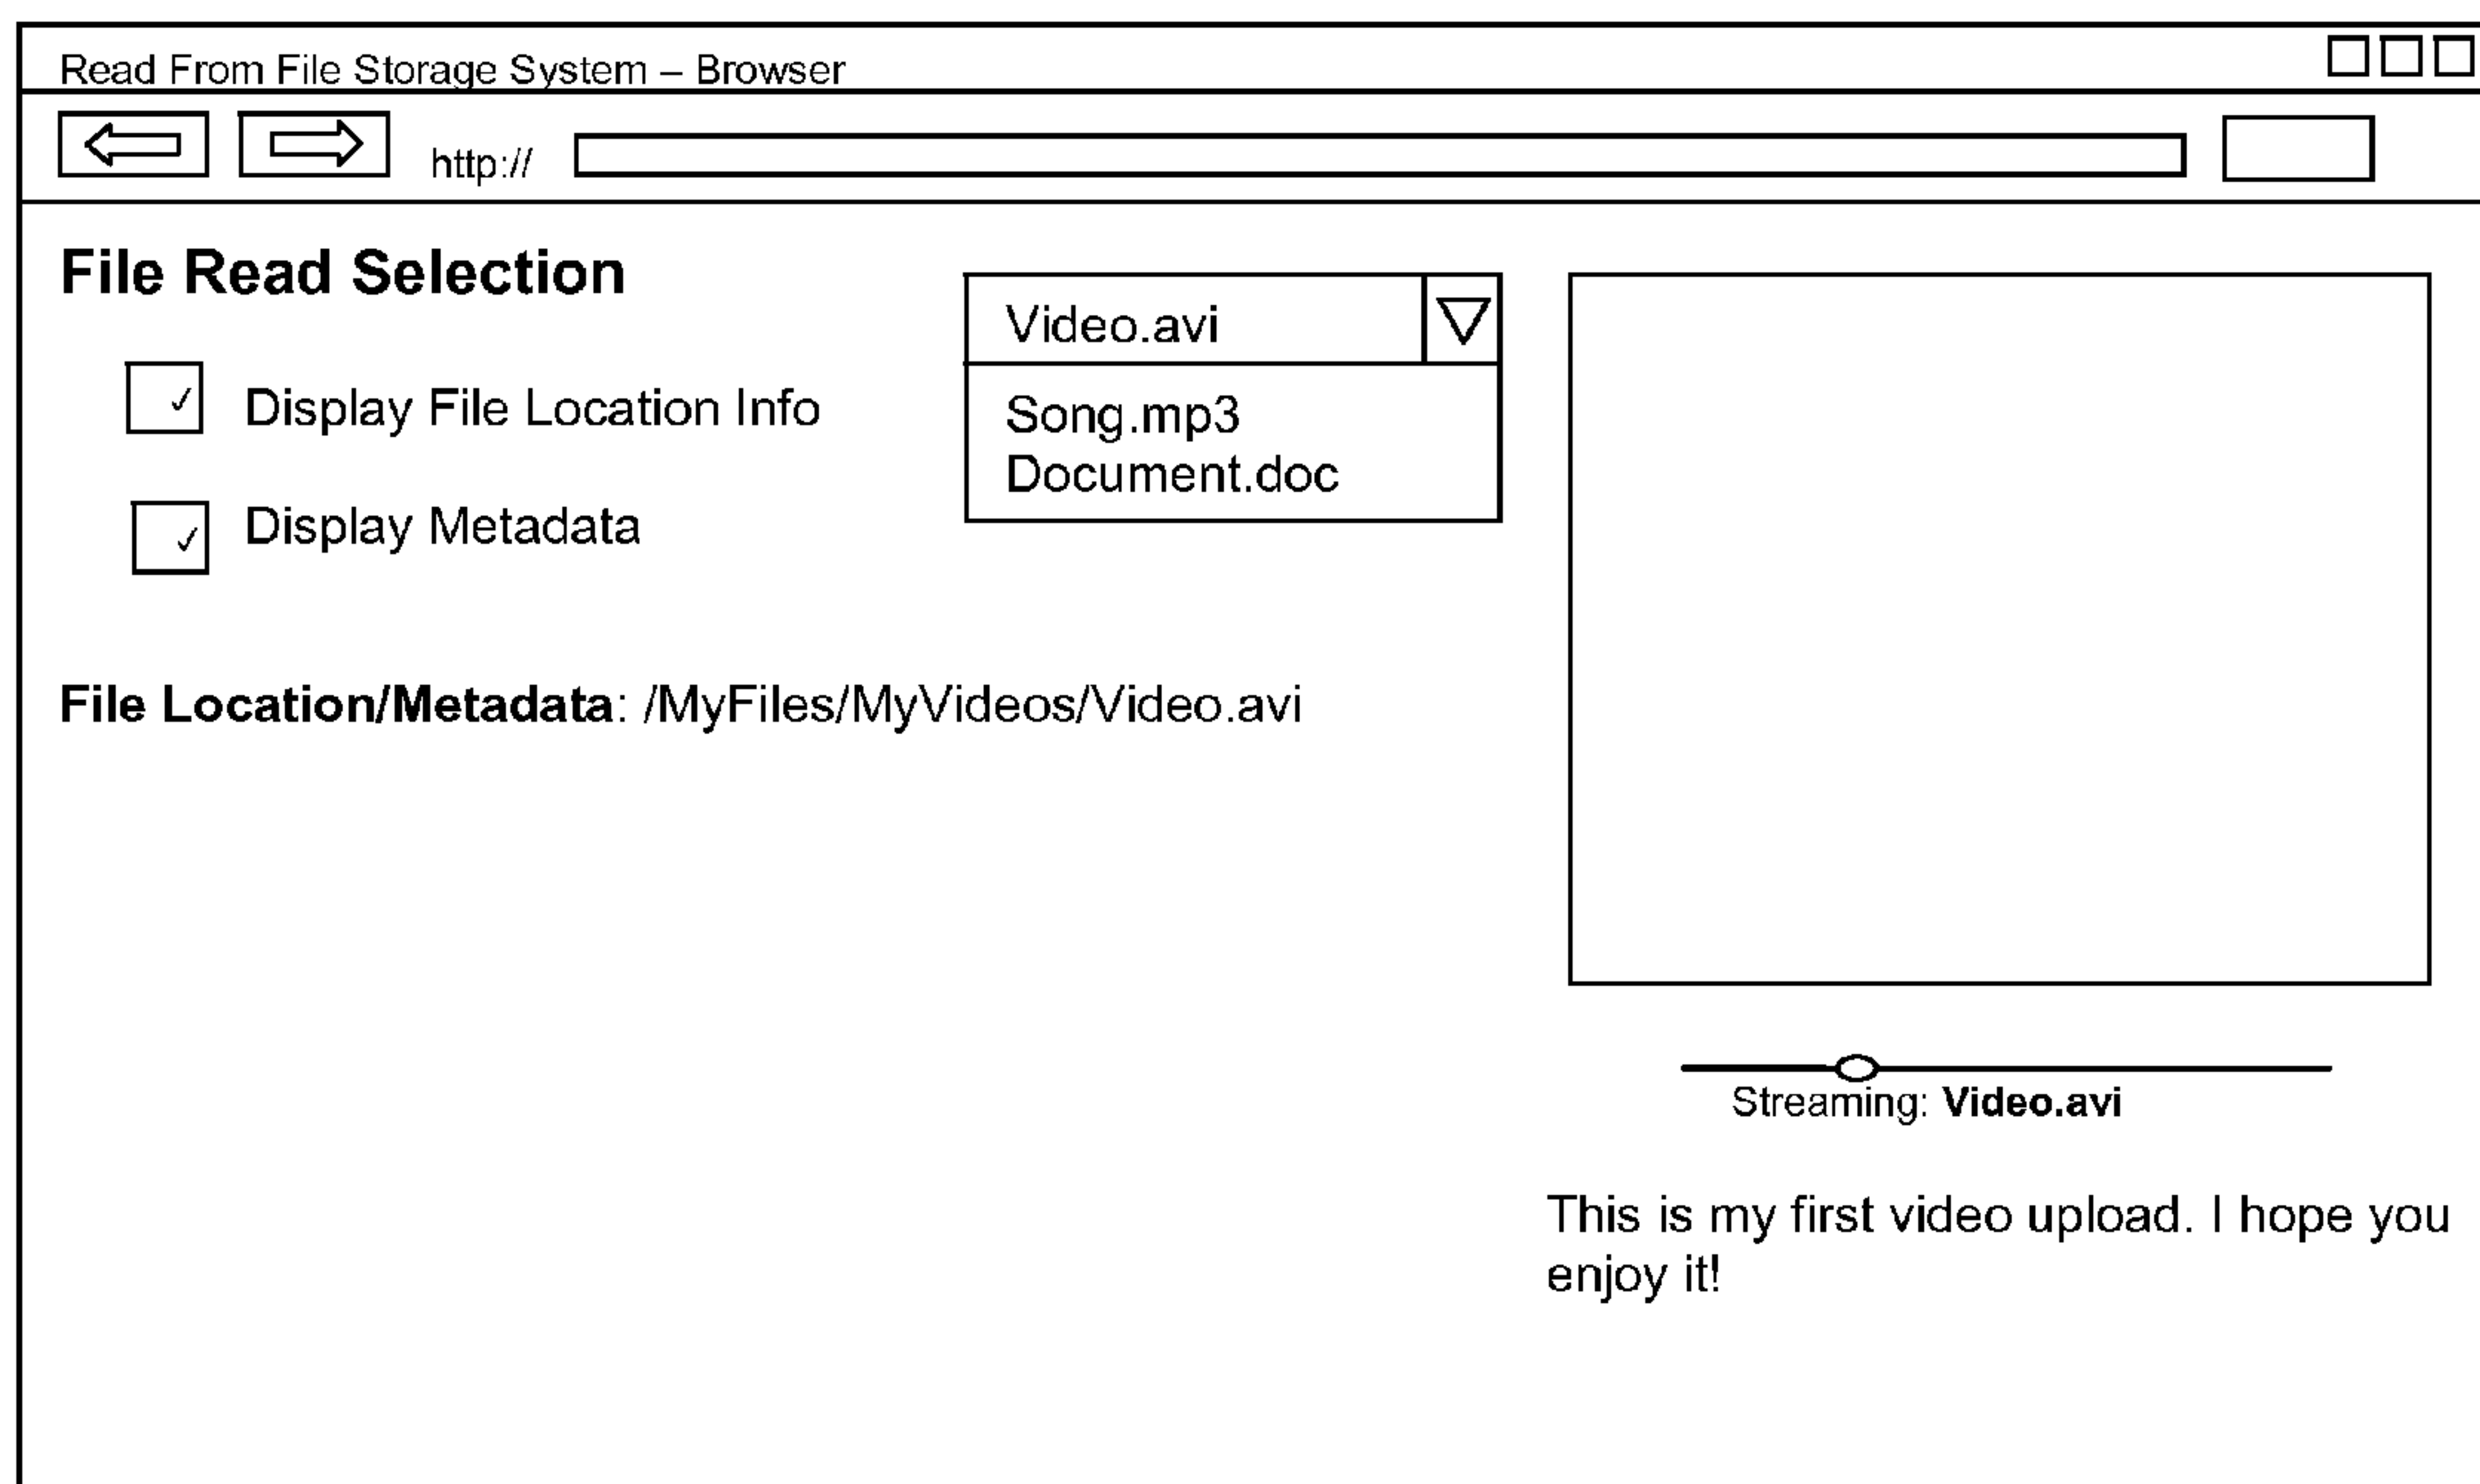 Read From File Storage System – Browser
http://
File Read Selection
Display File Location Info
Display Metadata
Video.avi
Song.mp3
Document.doc
File Location/Metadata: /MyFiles/MyVideos/Video.avi
Streaming: Video.avi
This is my first video upload. I hope you
enjoy it!